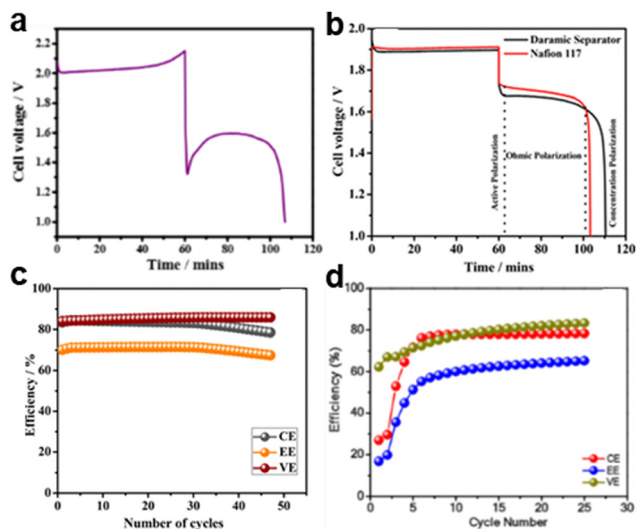 a
2.2
2.0
1.8
1.6
1.4
1.2
1.0
Cell voltage / V
0 20 40 60 80 100 120
Time / mins
b
2.0
1.8
1.6
1.4
1.2
1.0
Cell voltage / V
Daramic Separator
Nafion 117
Active Polarization
Ohmic Polarization
Concentration Polarization
0 20 40 60 80 100 120
Time / mins
c
100
80
60
40
20
0
Efficiency / %
CE
EE
VE
0 10 20 30 40 50
Number of cycles
d
100
80
60
40
20
0
Efficiency (%)
CE
EE
VE
0 5 10 15 20 25
Cycle Number